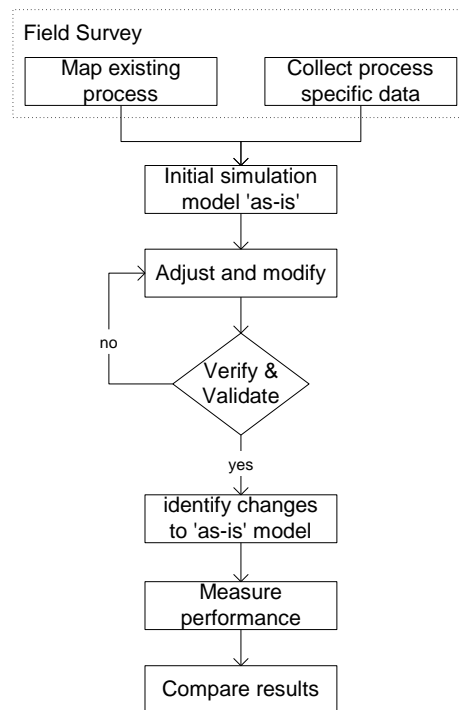 Field Survey
Map existing
process
Collect process
specific data
Initial simulation
model 'as-is'
Adjust and modify
no
Verify &
Validate
yes
identify changes
to 'as-is' model
Measure
performance
Compare results